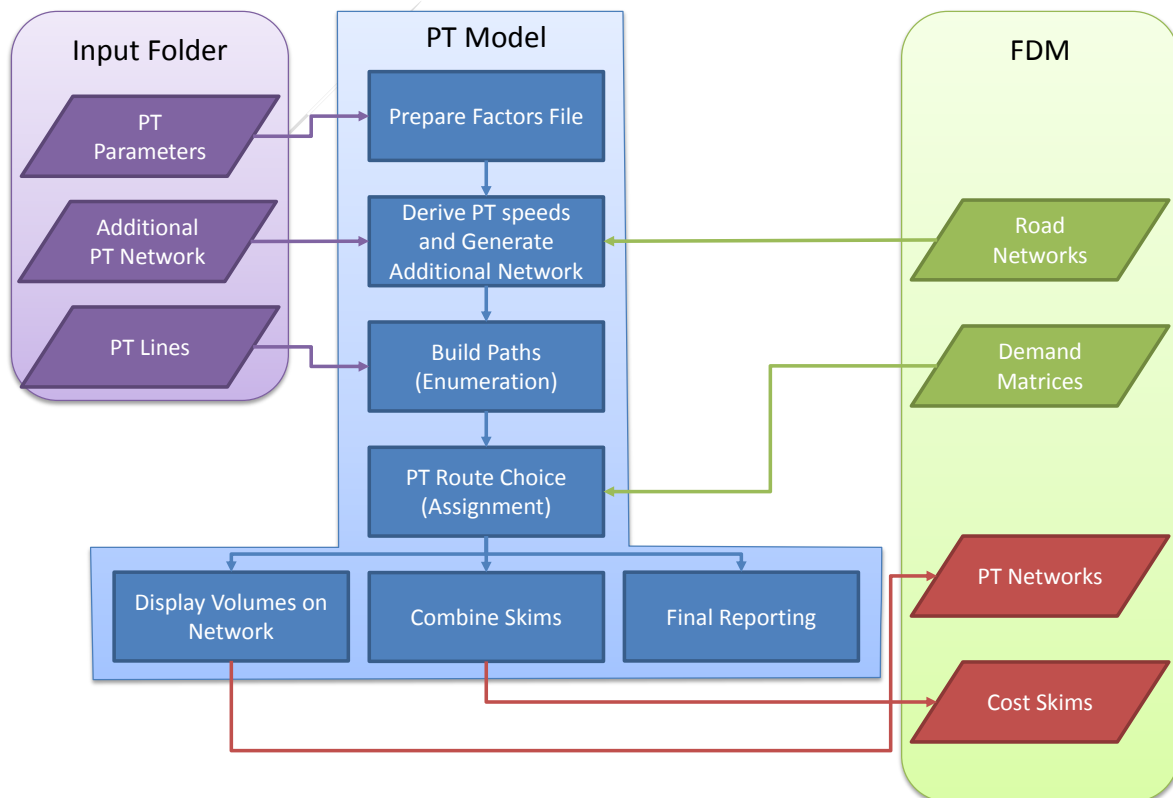 Input Folder
PT
Parameters
Additional
PT Network
PT Lines
PT Model
Prepare Factors File
Derive PT speeds
and Generate
Additional Network
Build Paths
(Enumeration)
PT Route Choice
(Assignment)
Display Volumes on
Network
Combine Skims
Final Reporting
FDM
Road
Networks
Demand
Matrices
PT Networks
Cost Skims